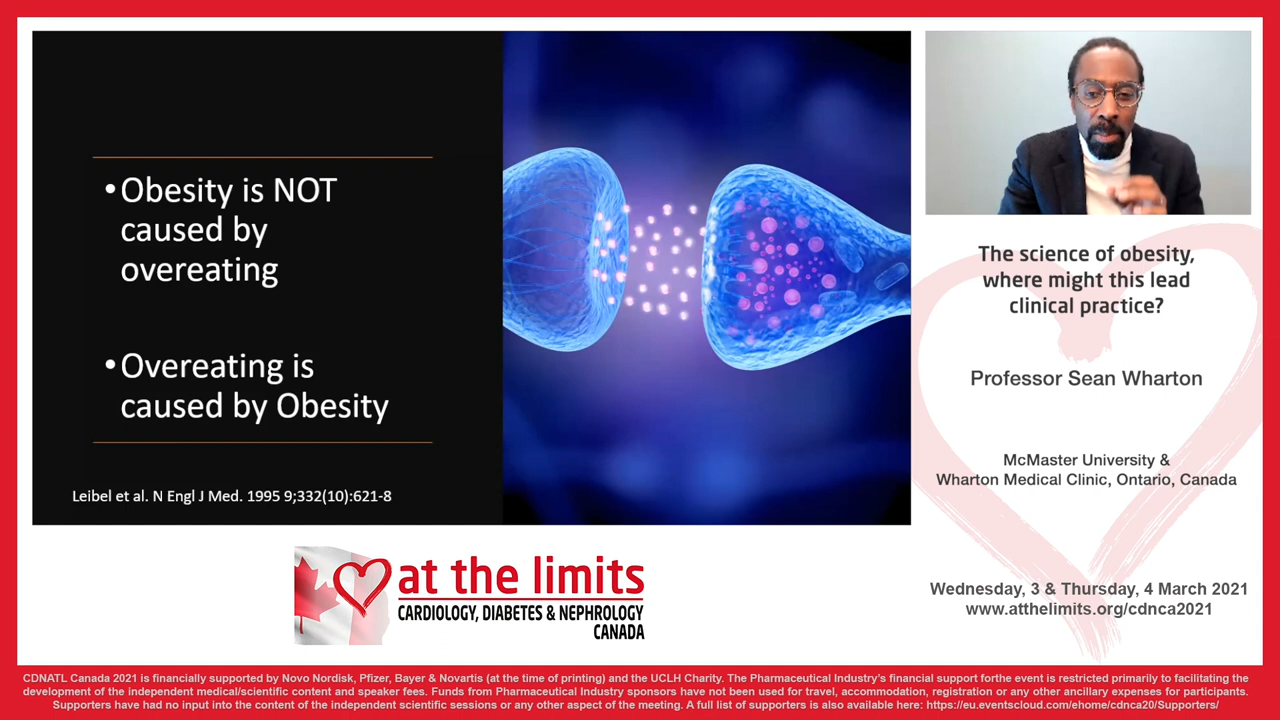 •Obesity is NOT
caused by
overeating
•Overeating is
caused by Obesity
Leibel et al. N Engl J Med. 1995 9;332(10):621-8
The science of obesity,
where might this lead
clinical practice?
Professor Sean Wharton
McMaster University &
Wharton Medical Clinic, Ontario, Canada
at the limits
CARDIOLOGY, DIABETES & NEPHROLOGY
CANADA
Wednesday, 3 & Thursday, 4 March 2021
www.atthelimits.org/cdnca2021
CDNATL Canada 2021 is financially supported by Novo Nordisk, Pfizer, Bayer & Novartis (at the time of printing) and the UCLH Charity. The Pharmaceutical Industry's financial support forthe event is restricted primarily to facilitating the
development of the independent medical/scientific content and speaker fees. Funds from Pharmaceutical Industry sponsors have not been used for travel, accommodation, registration or any other ancillary expenses for participants.
Supporters have had no input into the content of the independent scientific sessions or any other aspect of the meeting. A full list of supporters is also available here: https://eu.eventscloud.com/ehome/cdnca20/Supporters/